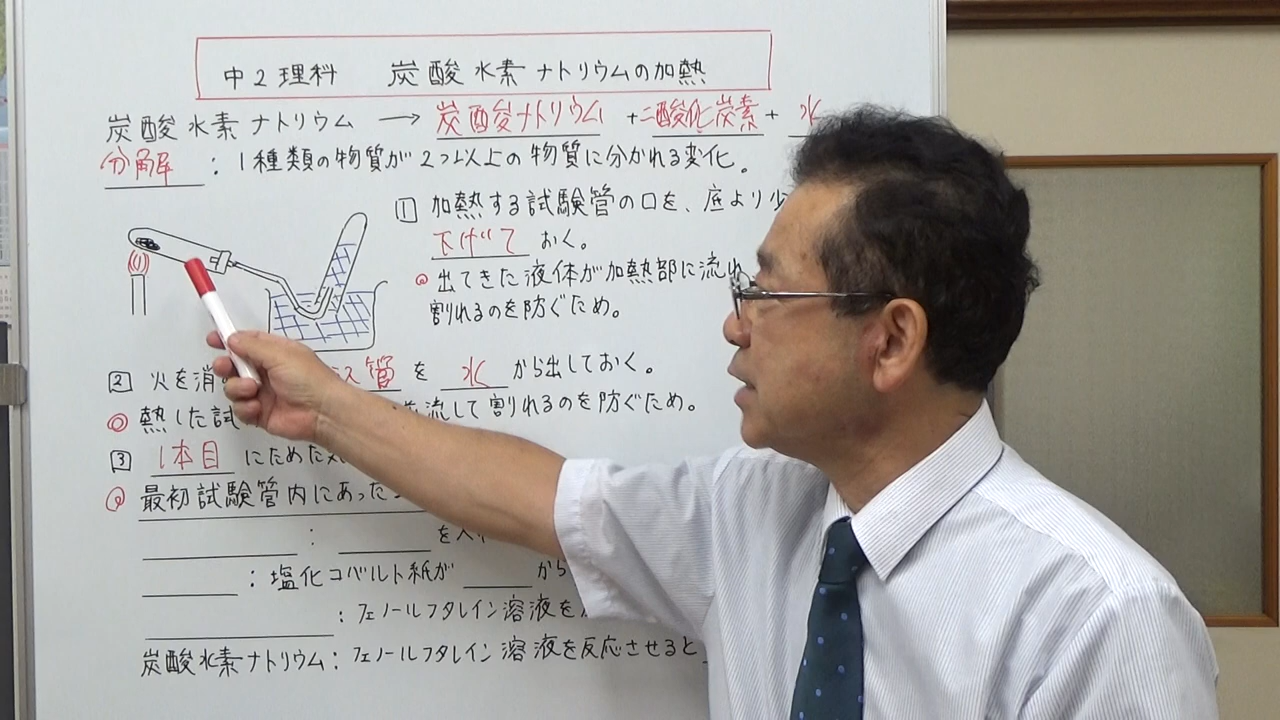 中2理科 炭酸水素ナトリウムの加熱
炭酸水素ナトリウム → 炭酸ナトリウム + 二酸化炭素 + 水
分解 : 1種類の物質が2つ以上の物質に分かれる変化。
1 加熱する試験管の口を、底より少
下げて おく。
◎ 出てきた液体が加熱部に流れ
割れるのを防ぐため。
2 火を消 ス管 を 水 から出しておく。
◎ 熱した試 逆流して割れるのを防ぐため。
3 1本目 にためた
◎ 最初試験管内にあった
: を入
: 塩化コバルト紙が から
: フェノールフタレイン溶液を
炭酸水素ナトリウム: フェノールフタレイン溶液を反応させると